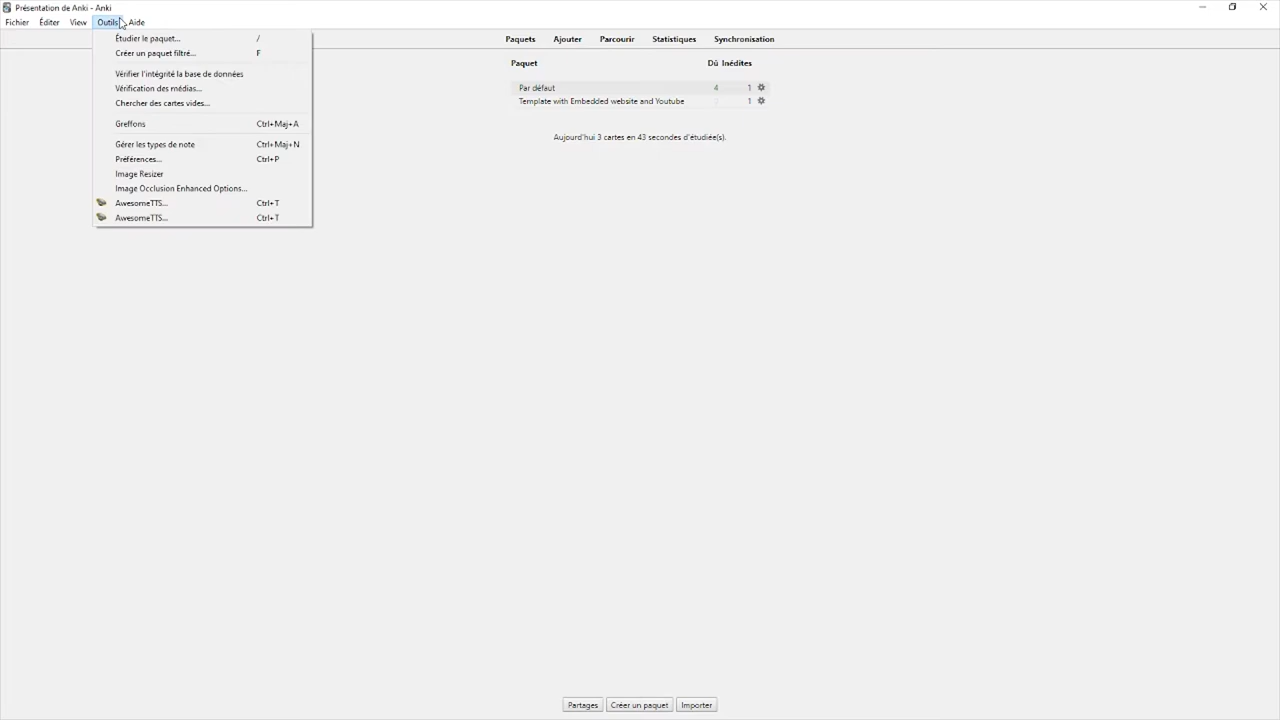 Présentation de Anki - Anki
Fichier Éditer View Outils Aide
Étudier le paquet... /
Créer un paquet filtré... F
Vérifier l'intégrité la base de données
Vérification des médias...
Chercher des cartes vides...
Greffons Ctrl+Maj+A
Gérer les types de note Ctrl+Maj+N
Préférences... Ctrl+P
Image Resizer
Image Occlusion Enhanced Options...
AwesomeTTS... Ctrl+T
AwesomeTTS... Ctrl+T
Paquets Ajouter Parcourir Statistiques Synchronisation
Paquet Dû Inédites
Par défaut 4 1
Template with Embedded website and Youtube 1
Aujourd'hui 3 cartes en 43 secondes d'étudiée(s).
Partages Créer un paquet Importer